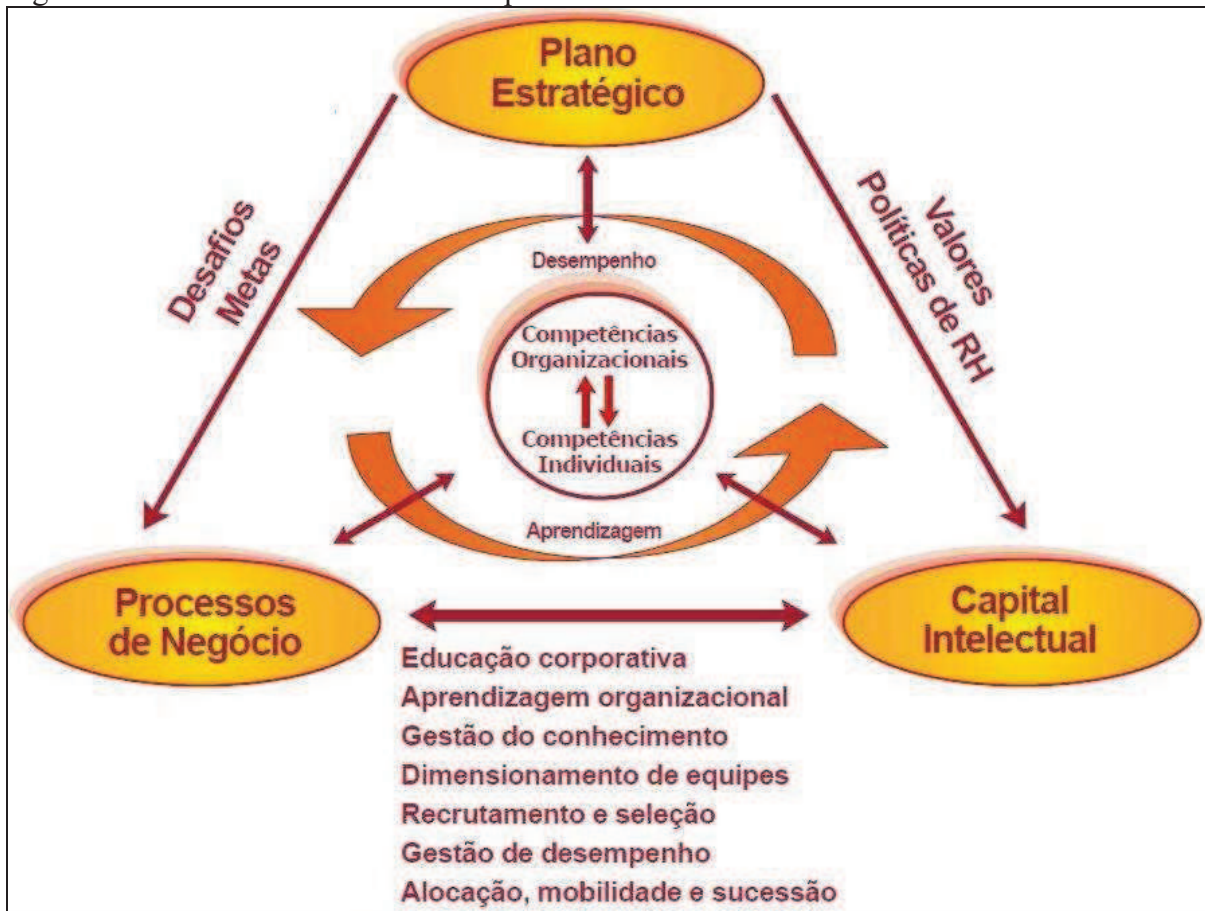 Plano
Estratégico
Desafios
Metas
Valores
Políticas de RH
Desempenho
Competências
Organizacionais
Competências
Individuais
Aprendizagem
Processos
de Negócio
Capital
Intelectual
Educação corporativa
Aprendizagem organizacional
Gestão do conhecimento
Dimensionamento de equipes
Recrutamento e seleção
Gestão de desempenho
Alocação, mobilidade e sucessão